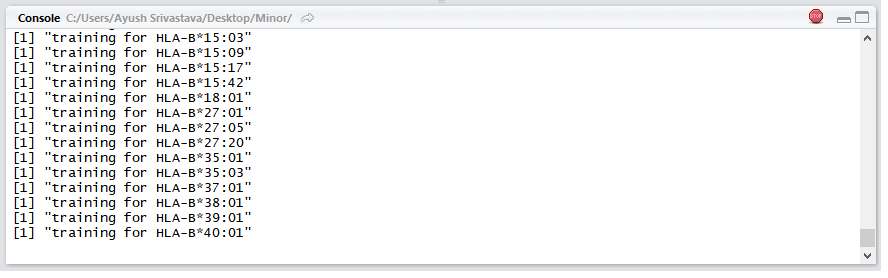 Console C:/Users/Ayush Srivastava/Desktop/Minor/
STOP
[1] "training for HLA-B*15:03"
[1] "training for HLA-B*15:09"
[1] "training for HLA-B*15:17"
[1] "training for HLA-B*15:42"
[1] "training for HLA-B*18:01"
[1] "training for HLA-B*27:01"
[1] "training for HLA-B*27:05"
[1] "training for HLA-B*27:20"
[1] "training for HLA-B*35:01"
[1] "training for HLA-B*35:03"
[1] "training for HLA-B*37:01"
[1] "training for HLA-B*38:01"
[1] "training for HLA-B*39:01"
[1] "training for HLA-B*40:01"